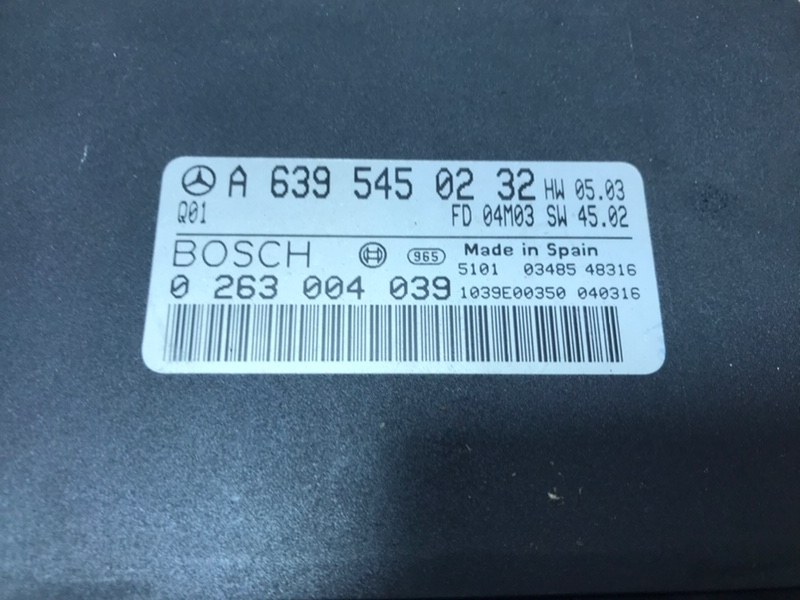 A 639 545 02 32 HW 05.03
Q01 FD 04M03 SW 45.02
BOSCH 965 Made in Spain
5101 03485 48316
0 263 004 039 1039E00350 040316